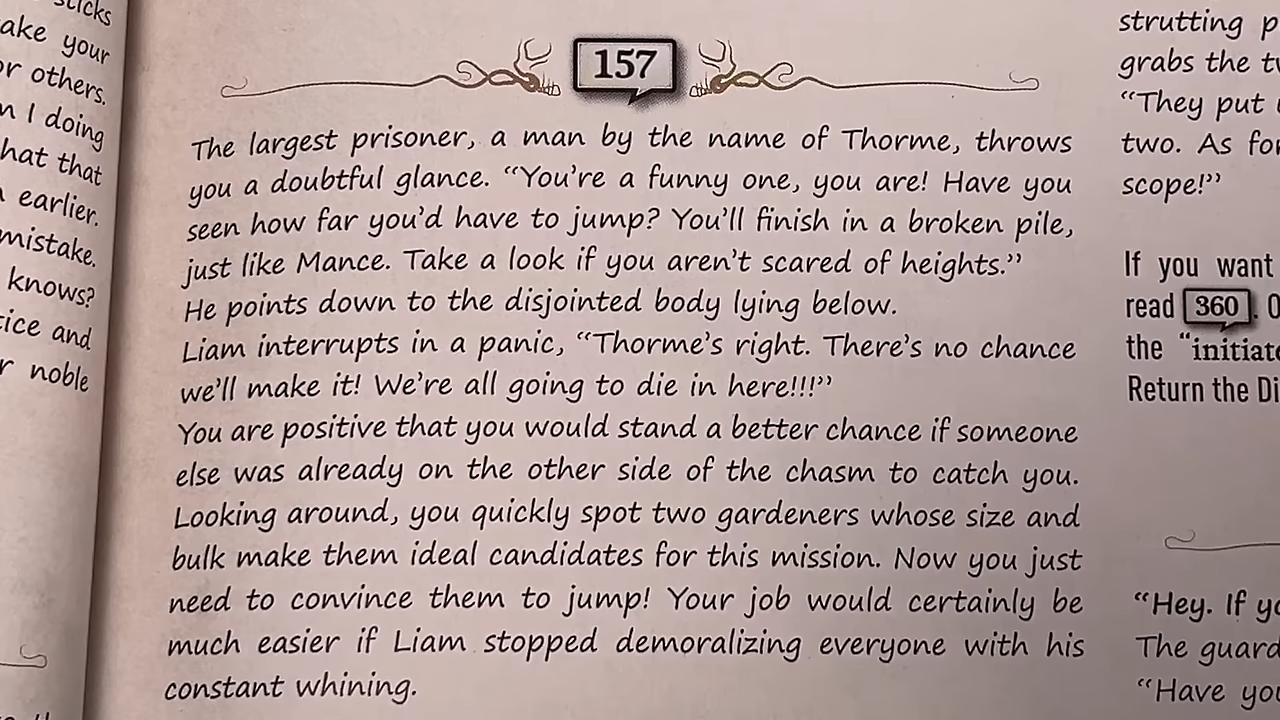 sticks
ake your
or others.
n I doing
hat that
earlier.
mistake.
knows?
tice and
r noble
157
The largest prisoner, a man by the name of Thorme, throws
you a doubtful glance. “You’re a funny one, you are! Have you
seen how far you’d have to jump? You’ll finish in a broken pile,
just like Mance. Take a look if you aren’t scared of heights.”
He points down to the disjointed body lying below.
Liam interrupts in a panic, “Thorme’s right. There’s no chance
we’ll make it! We’re all going to die in here!!!”
You are positive that you would stand a better chance if someone
else was already on the other side of the chasm to catch you.
Looking around, you quickly spot two gardeners whose size and
bulk make them ideal candidates for this mission. Now you just
need to convince them to jump! Your job would certainly be
much easier if Liam stopped demoralizing everyone with his
constant whining.
strutting p
grabs the tw
“They put
two. As for
scope!”
If you want
read 360. O
the “initiate
Return the Di
“Hey. If yo
The guard
“Have you